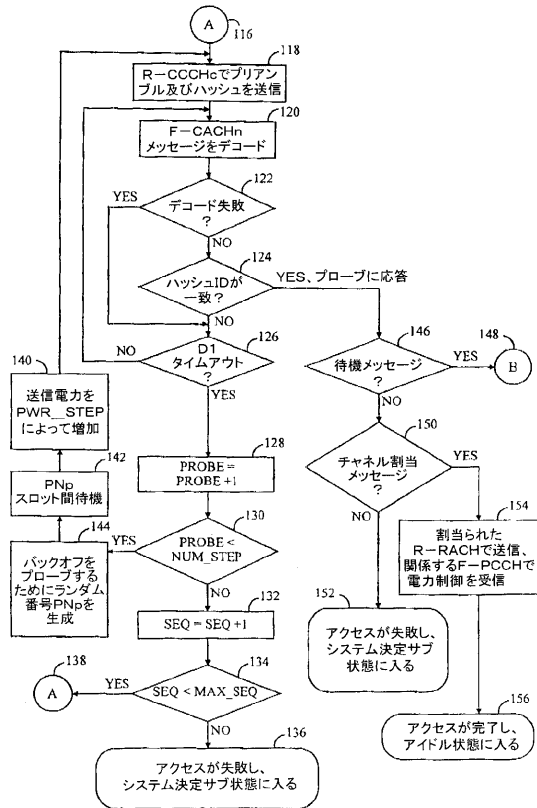 A
116
118
R－CCCHcでプリアン
ブル及びハッシュを送信
120
F－CACHn
メッセージをデコード
122
YES
デコード失敗
?
NO
124
ハッシュIDが
一致?
YES、プローブに応答
NO
126
NO
D1
タイムアウト
?
YES
146
待機メッセージ
?
YES
148
B
NO
140
送信電力を
PWR＿STEP
によって増加
142
PNp
スロット間待機
144
バックオフを
プローブする
ためにランダム
番号PNpを
生成
128
PROBE =
PROBE +1
130
YES
PROBE <
NUM_STEP
NO
132
SEQ = SEQ +1
134
138
A
YES
SEQ < MAX_SEQ
NO
136
アクセスが失敗し、
システム決定サブ状態に入る
150
チャネル割当
メッセージ
?
YES
NO
154
割当られた
R－RACHで送信、
関係するF－PCCHで
電力制御を受信
152
アクセスが失敗し、
システム決定サブ
状態に入る
156
アクセスが完了し、
アイドル状態に入る